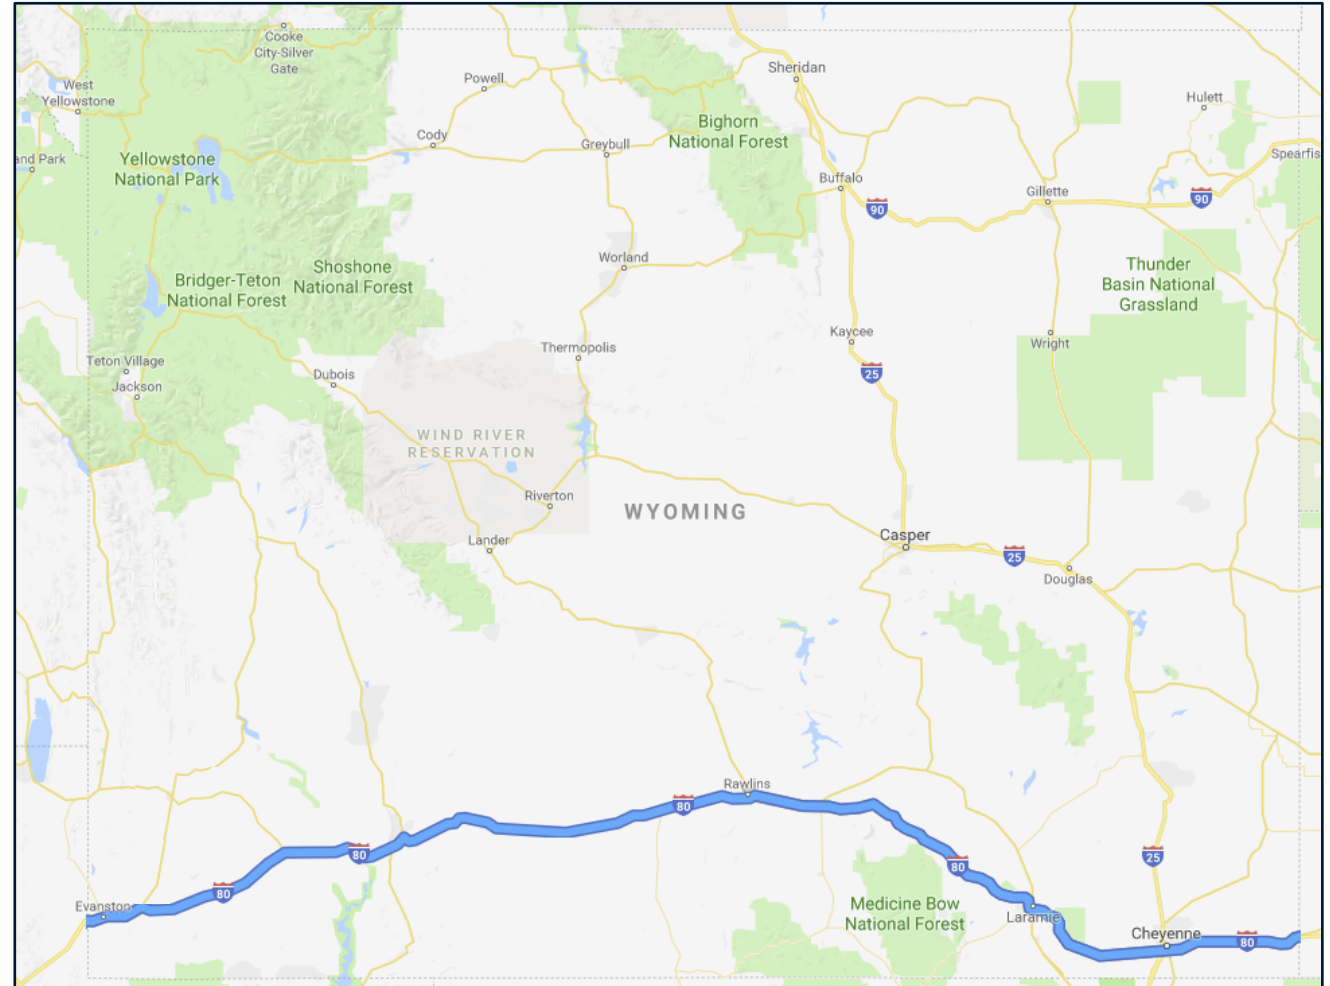 Cooke
City-Silver
Gate
West
Yellowstone
Powell
Sheridan
Hulett
Bighorn
National Forest
Cody
Greybull
and Park
Yellowstone
National Park
Spearfis
Buffalo
Gillette
90
90
Worland
Shoshone
National Forest
Bridger-Teton
National Forest
Thunder
Basin National
Grassland
Kaycee
Wright
Thermopolis
Teton Village
Jackson
Dubois
25
WIND RIVER
RESERVATION
Riverton
WYOMING
Lander
Casper
25
Douglas
Rawlins
80
80
80
80
25
Evanston
Medicine Bow
National Forest
Laramie
Cheyenne
80